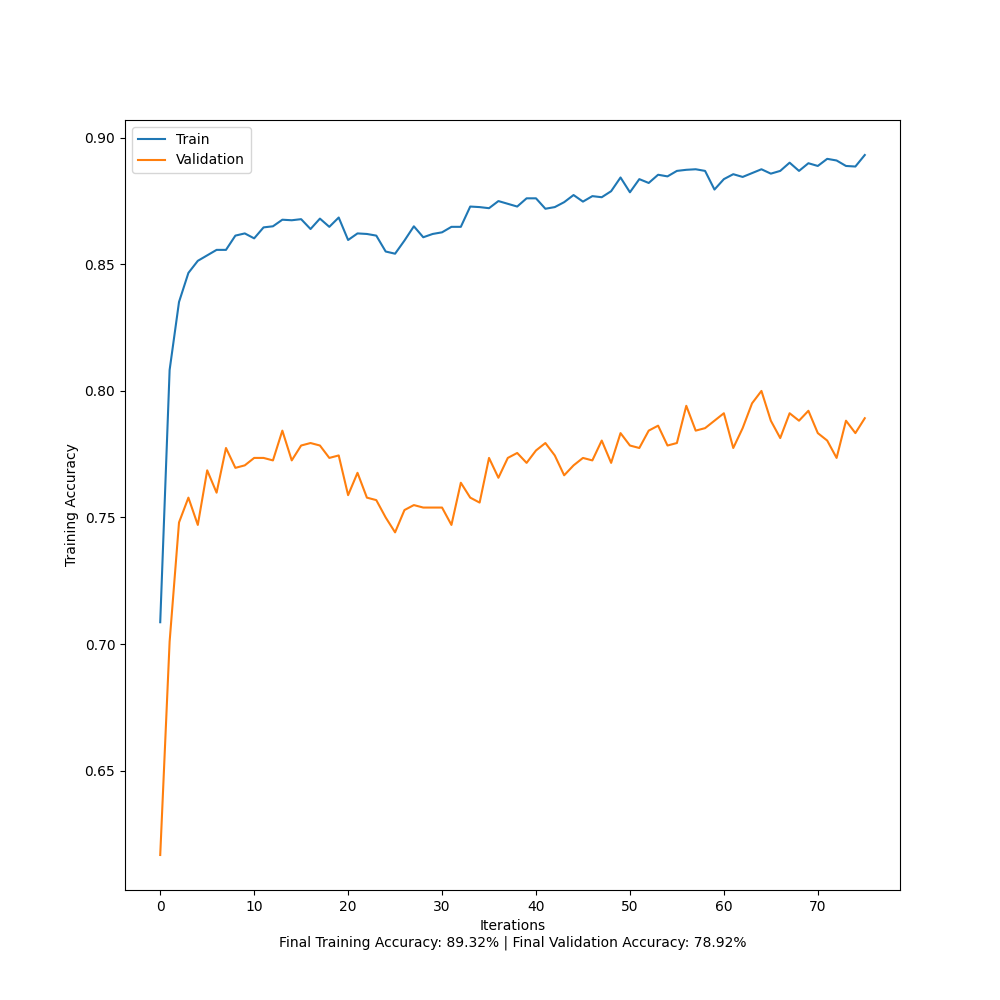 Train
Validation
0.90
0.85
0.80
0.75
0.70
0.65
Training Accuracy
0 10 20 30 40 50 60 70
Iterations
Final Training Accuracy: 89.32% | Final Validation Accuracy: 78.92%